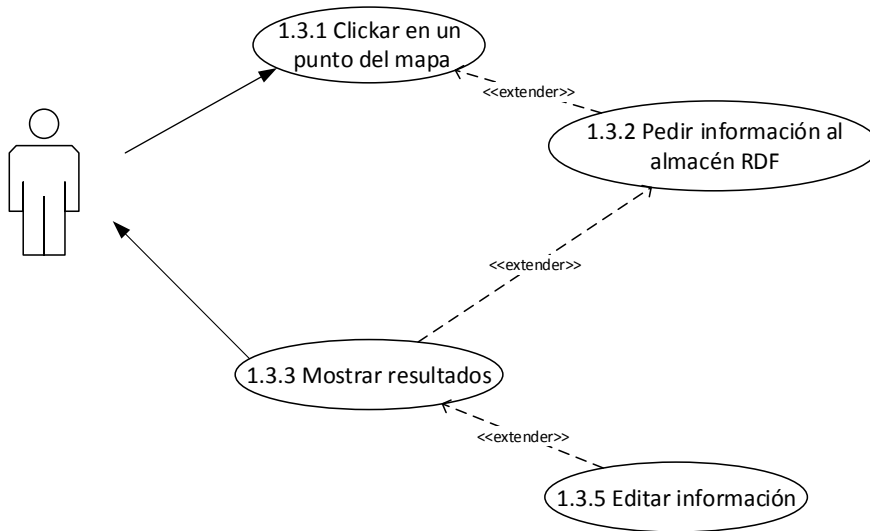 1.3.1 Clickar en un
punto del mapa
<<extender>>
1.3.2 Pedir información al
almacén RDF
<<extender>>
1.3.3 Mostrar resultados
<<extender>>
1.3.5 Editar información